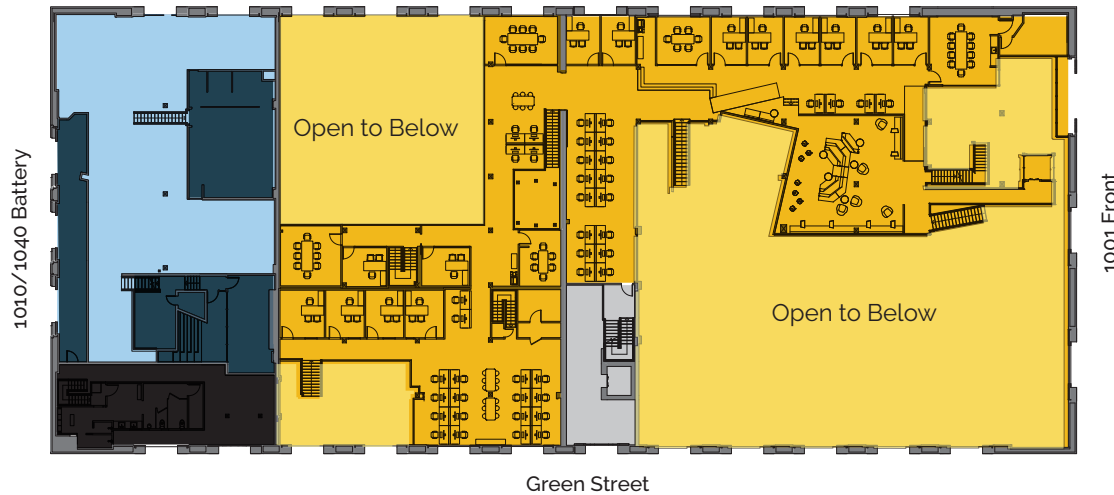 Open to Below
1010/1040 Battery
1001 Front
Open to Below
Green Street